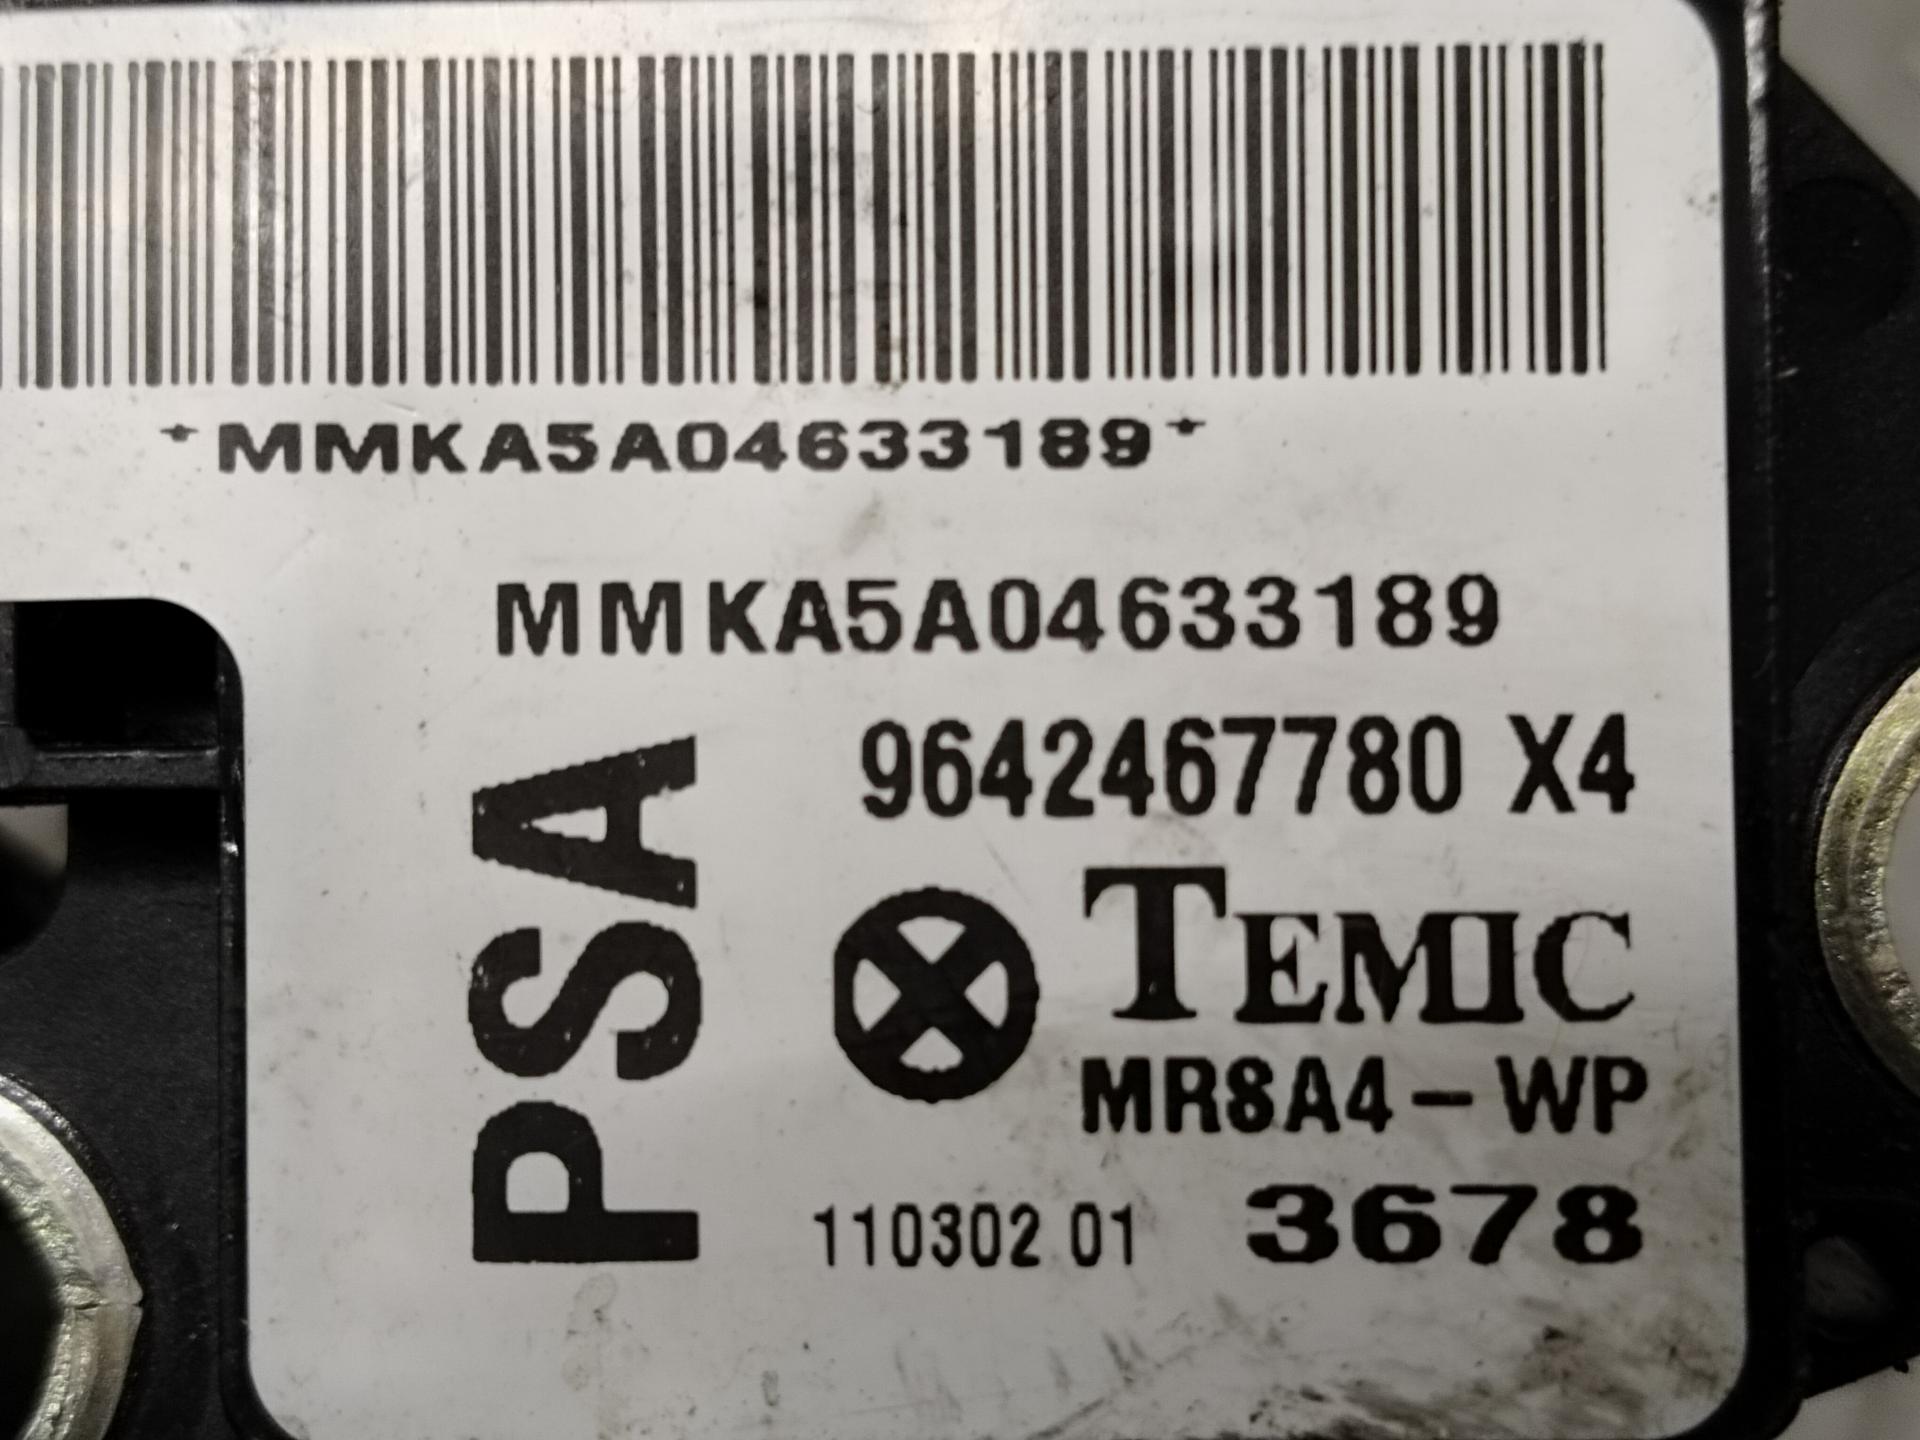 *MMKA5A04633189*
MMKA5A04633189
9642467780 X4
PSA
TEMIC
MR8A4-WP
110302 01 3678